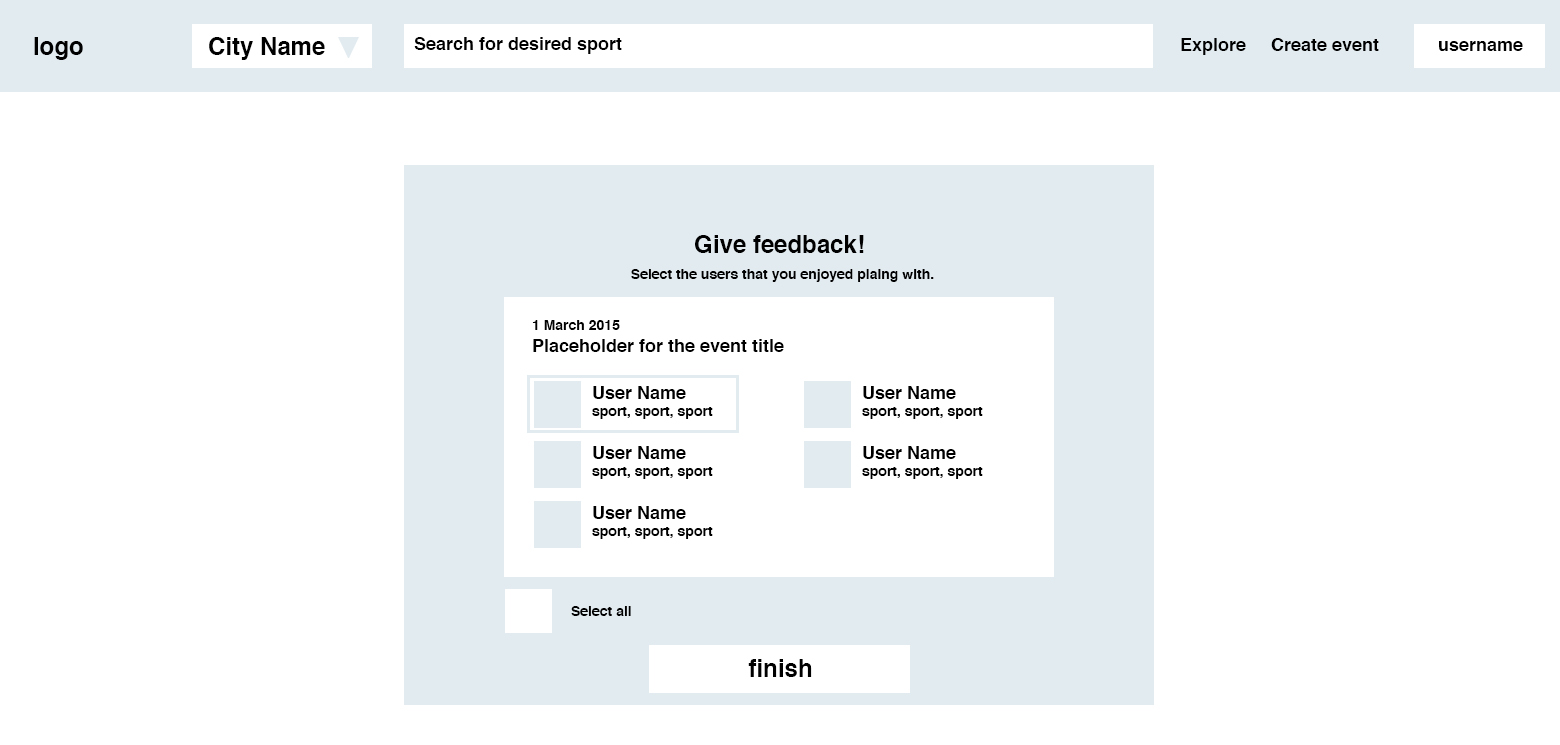 logo
City Name
Search for desired sport
Explore
Create event
username
Give feedback!
Select the users that you enjoyed plaing with.
1 March 2015
Placeholder for the event title
User Name
sport, sport, sport
User Name
sport, sport, sport
User Name
sport, sport, sport
User Name
sport, sport, sport
User Name
sport, sport, sport
Select all
finish